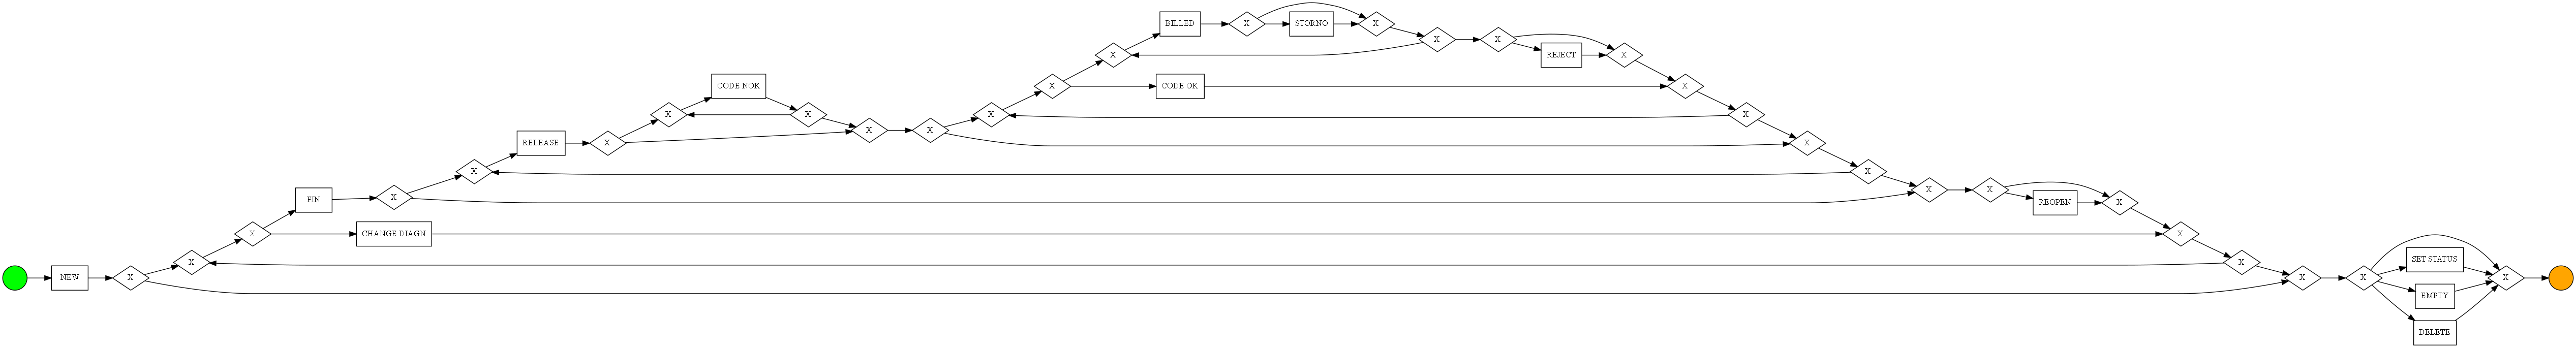 BILLED
X
STORNO
X
X
X
REJECT
X
X
CODE NOK
X
CODE OK
X
X
X
X
X
RELEASE
X
X
X
X
X
X
FIN
X
X
X
X
REOPEN
X
X
CHANGE DIAGN
X
X
X
NEW
X
X
X
SET STATUS
EMPTY
DELETE
X